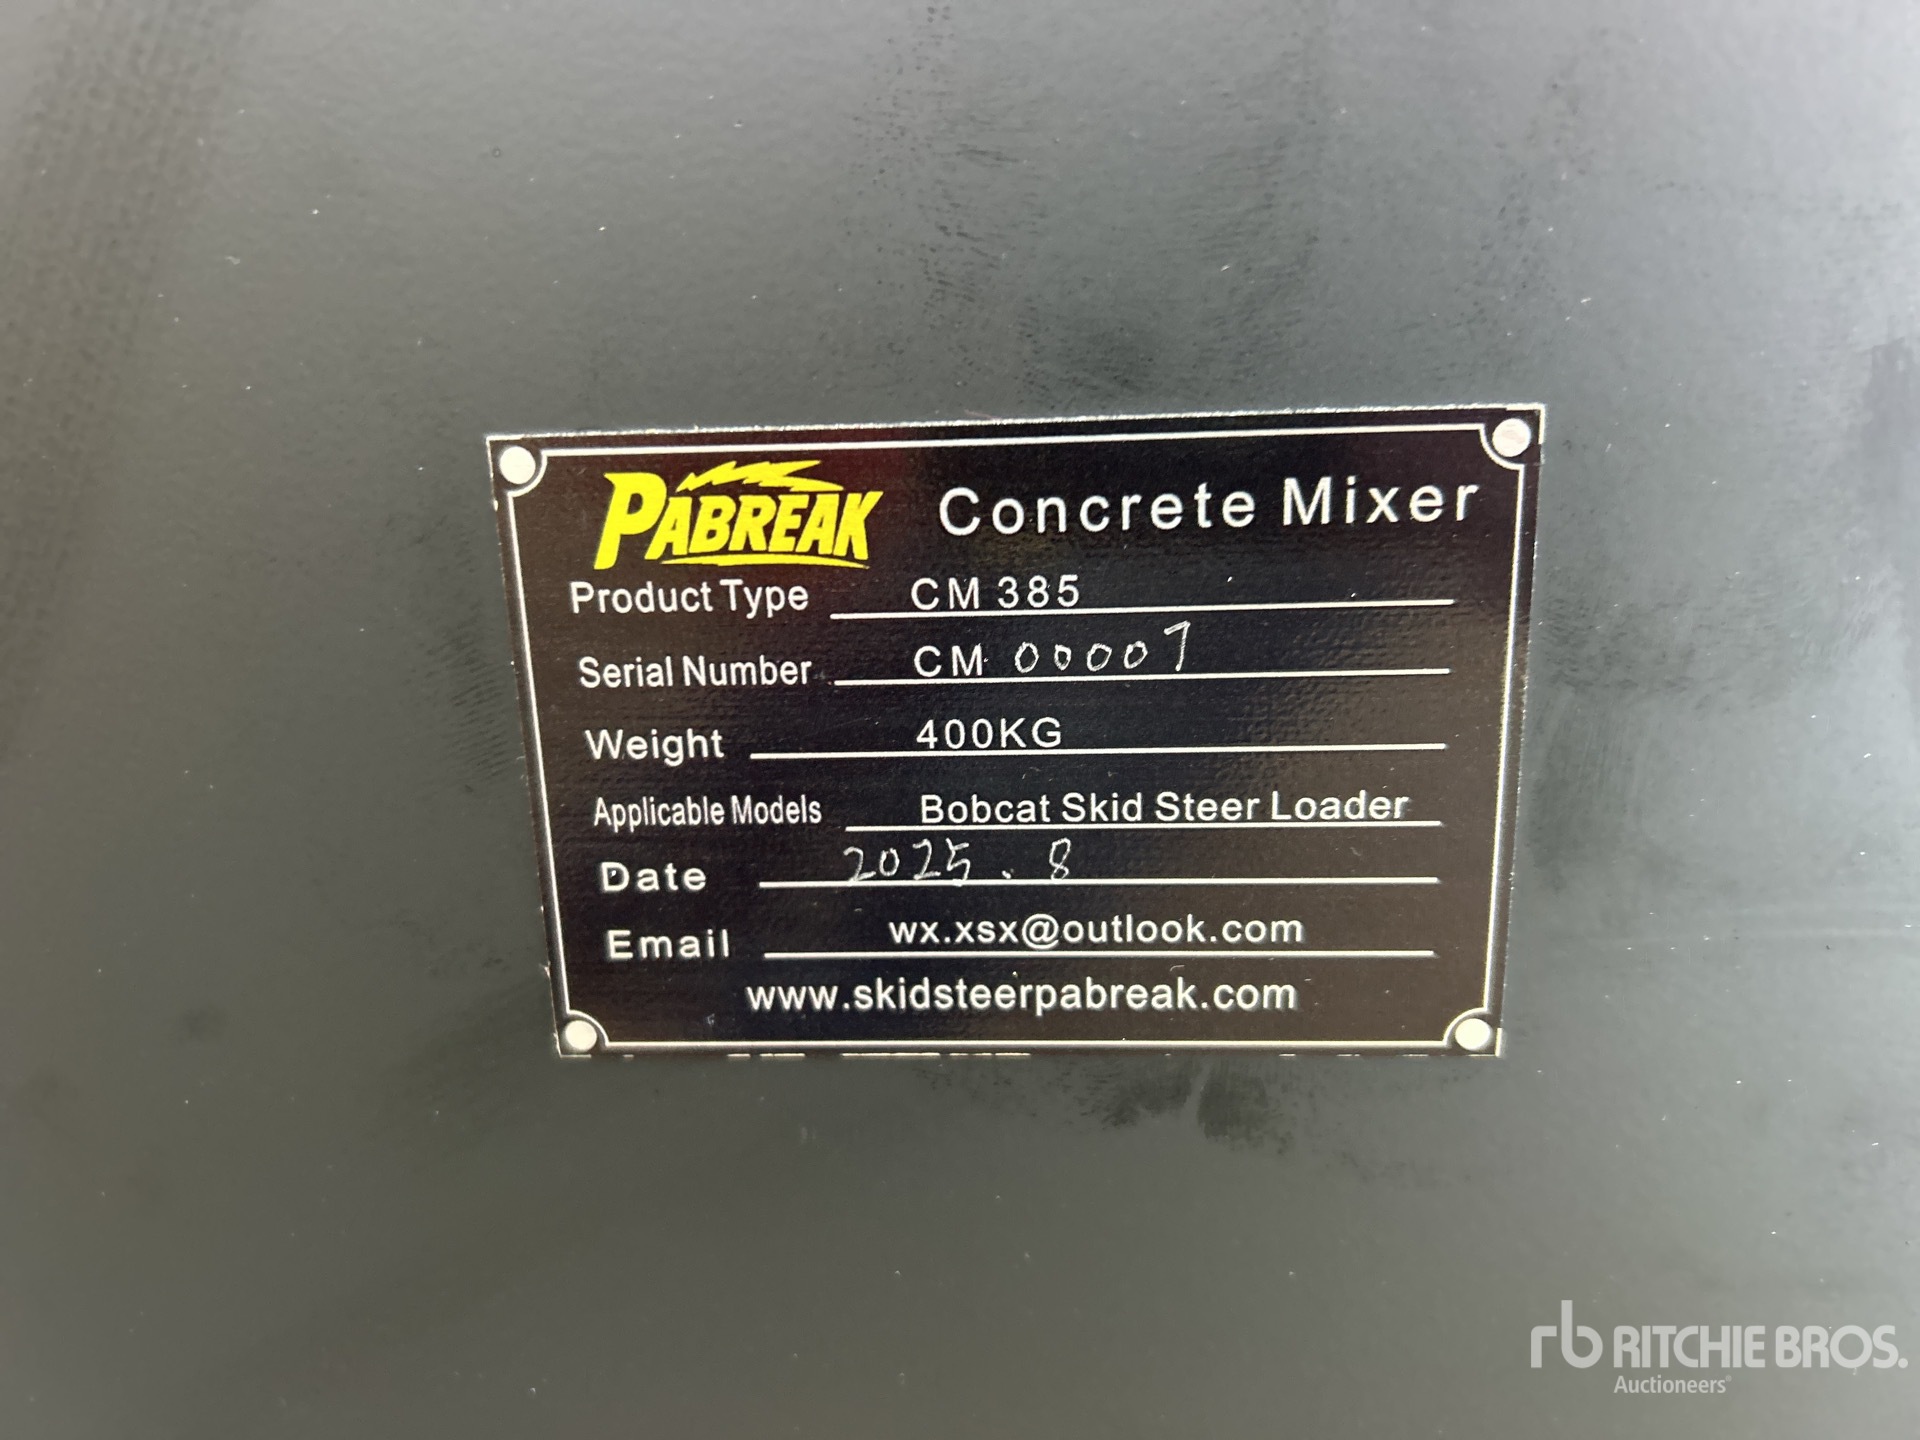 PABREAK Concrete Mixer
Product Type CM 385
Serial Number CM 00007
Weight 400KG
Applicable Models Bobcat Skid Steer Loader
Date 2025.8
Email wx.xsx@outlook.com
www.skidsteerpabreak.com
rb RITCHIE BROS.
Auctioneers